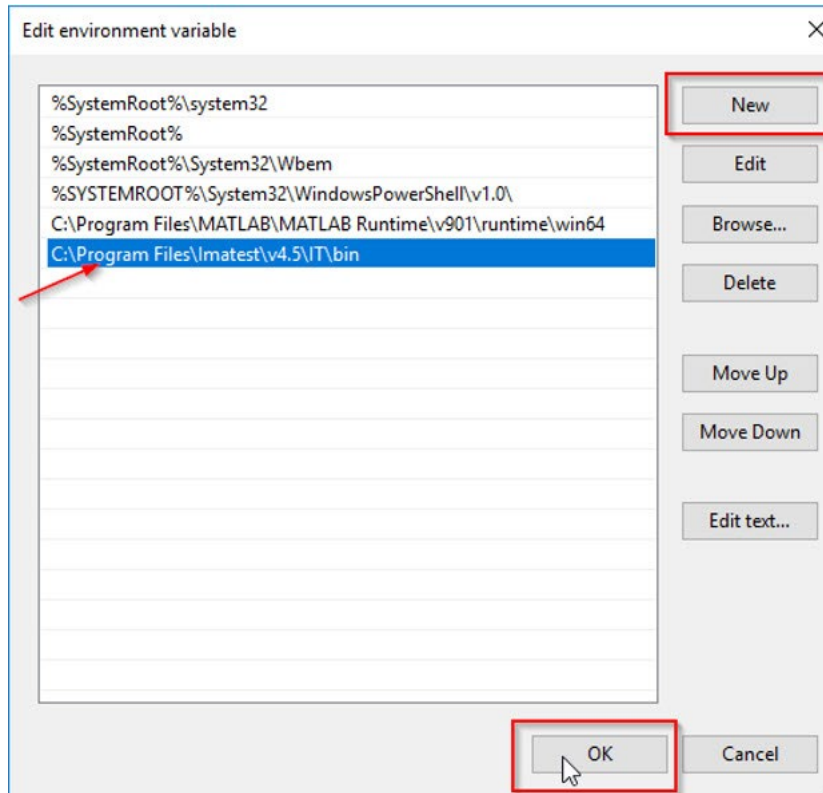 Edit environment variable
%SystemRoot%\system32
%SystemRoot%
%SystemRoot%\System32\Wbem
%SYSTEMROOT%\System32\WindowsPowerShell\v1.0\
C:\Program Files\MATLAB\MATLAB Runtime\v901\runtime\win64
C:\Program Files\Imatest\v4.5\IT\bin
New
Edit
Browse...
Delete
Move Up
Move Down
Edit text...
OK
Cancel